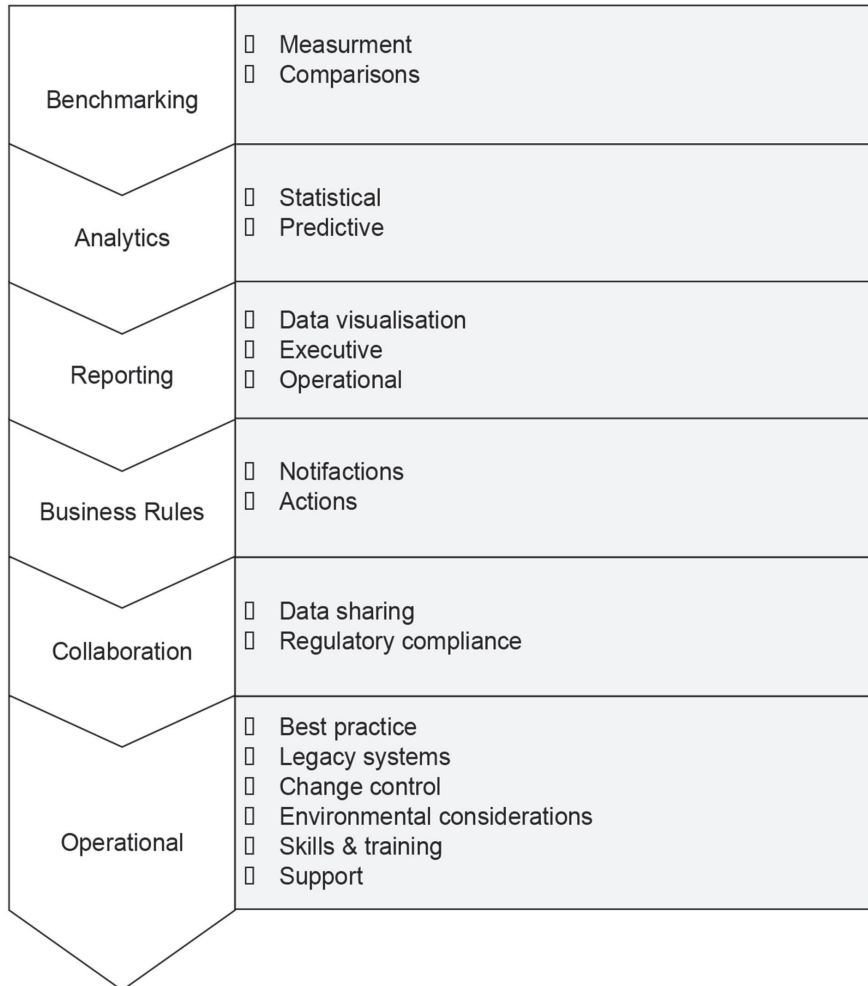 Benchmarking
Measurment
Comparisons
Analytics
Statistical
Predictive
Reporting
Data visualisation
Executive
Operational
Business Rules
Notifactions
Actions
Collaboration
Data sharing
Regulatory compliance
Operational
Best practice
Legacy systems
Change control
Environmental considerations
Skills & training
Support